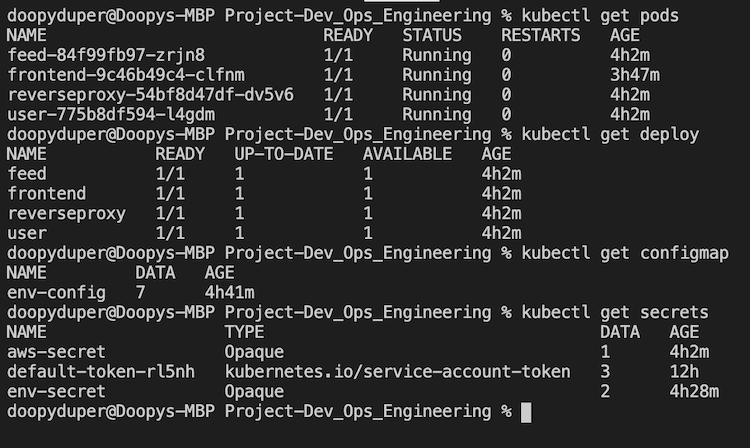 doopyduper@Doopys-MBP Project-Dev_Ops_Engineering % kubectl get pods
NAME READY STATUS RESTARTS AGE
feed-84f99fb97-zrjn8 1/1 Running 0 4h2m
frontend-9c46b49c4-clfnm 1/1 Running 0 3h47m
reverseproxy-54bf8d47df-dv5v6 1/1 Running 0 4h2m
user-775b8df594-l4gdm 1/1 Running 0 4h2m
doopyduper@Doopys-MBP Project-Dev_Ops_Engineering % kubectl get deploy
NAME READY UP-TO-DATE AVAILABLE AGE
feed 1/1 1 1 4h2m
frontend 1/1 1 1 4h2m
reverseproxy 1/1 1 1 4h2m
user 1/1 1 1 4h2m
doopyduper@Doopys-MBP Project-Dev_Ops_Engineering % kubectl get configmap
NAME DATA AGE
env-config 7 4h41m
doopyduper@Doopys-MBP Project-Dev_Ops_Engineering % kubectl get secrets
NAME TYPE DATA AGE
aws-secret Opaque 1 4h2m
default-token-rl5nh kubernetes.io/service-account-token 3 12h
env-secret Opaque 2 4h28m
doopyduper@Doopys-MBP Project-Dev_Ops_Engineering %